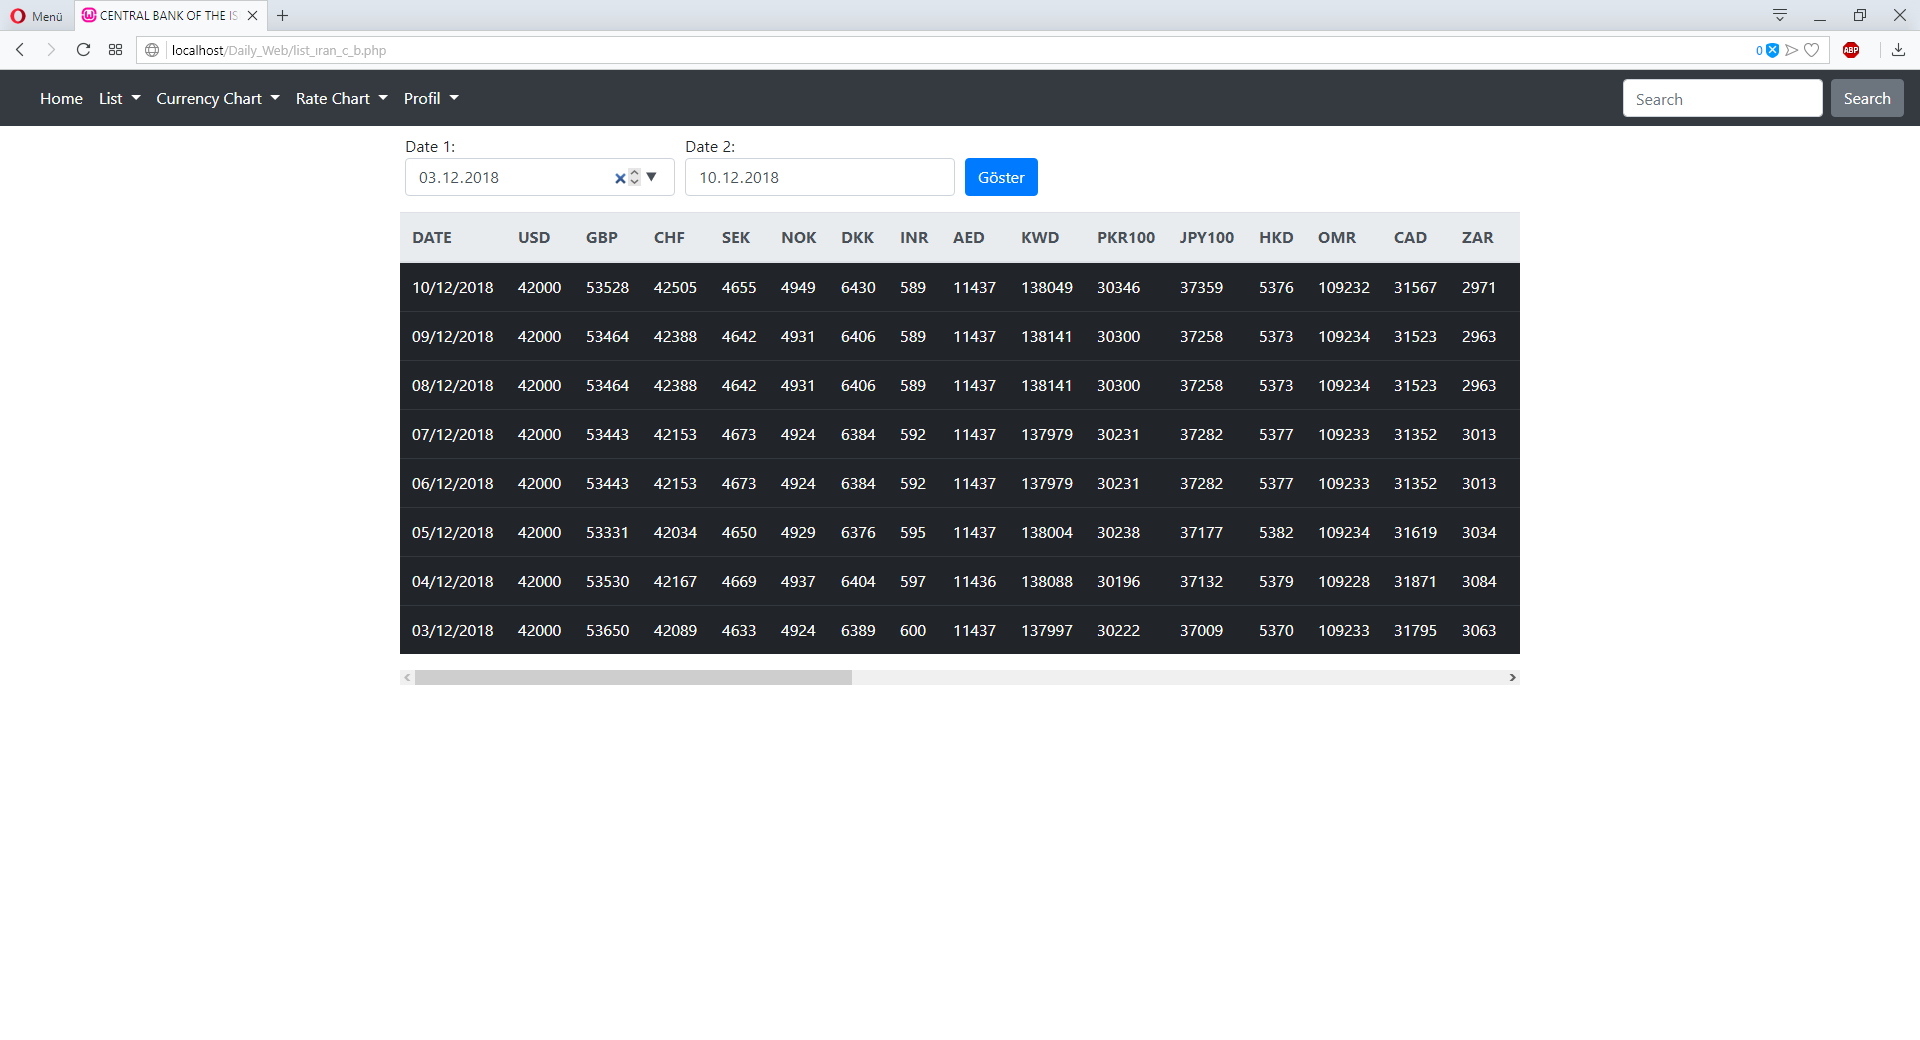 Menü CENTRAL BANK OF THE IS
localhost/Daily_Web/list_ıran_c_b.php 0 ABP
Home List Currency Chart Rate Chart Profil Search Search
Date 1: Date 2:
03.12.2018 10.12.2018 Göster
DATE USD GBP CHF SEK NOK DKK INR AED KWD PKR100 JPY100 HKD OMR CAD ZAR
10/12/2018 42000 53528 42505 4655 4949 6430 589 11437 138049 30346 37359 5376 109232 31567 2971
09/12/2018 42000 53464 42388 4642 4931 6406 589 11437 138141 30300 37258 5373 109234 31523 2963
08/12/2018 42000 53464 42388 4642 4931 6406 589 11437 138141 30300 37258 5373 109234 31523 2963
07/12/2018 42000 53443 42153 4673 4924 6384 592 11437 137979 30231 37282 5377 109233 31352 3013
06/12/2018 42000 53443 42153 4673 4924 6384 592 11437 137979 30231 37282 5377 109233 31352 3013
05/12/2018 42000 53331 42034 4650 4929 6376 595 11437 138004 30238 37177 5382 109234 31619 3034
04/12/2018 42000 53530 42167 4669 4937 6404 597 11436 138088 30196 37132 5379 109228 31871 3084
03/12/2018 42000 53650 42089 4633 4924 6389 600 11437 137997 30222 37009 5370 109233 31795 3063